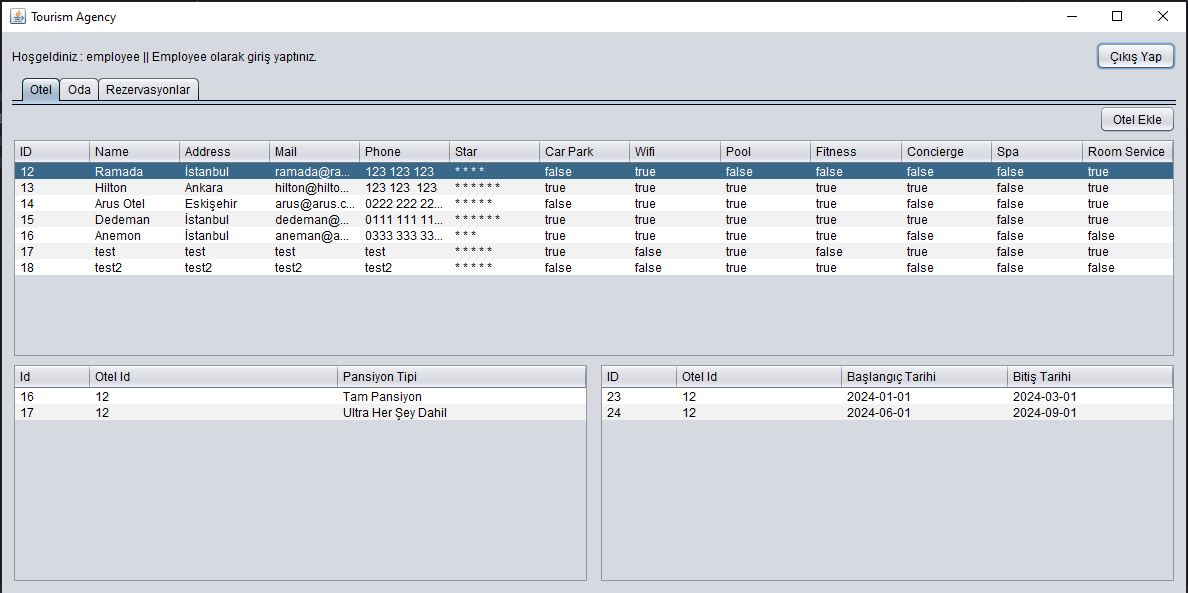 Tourism Agency
Hoşgeldiniz : employee || Employee olarak giriş yaptınız.
Çıkış Yap
Otel Oda Rezervasyonlar
Otel Ekle
ID Name Address Mail Phone Star Car Park Wifi Pool Fitness Concierge Spa Room Service
12 Ramada İstanbul ramada@ra... 123 123 123 * * * * false true false false false false true
13 Hilton Ankara hilton@hilto... 123 123 123 * * * * * * true true true true true true true
14 Arus Otel Eskişehir arus@arus.c... 0222 222 22... * * * * * false true true true false false true
15 Dedeman İstanbul dedeman@... 0111 111 11... * * * * * * true true true true true true true
16 Anemon İstanbul aneman@a... 0333 333 33... * * * true true true true false false false
17 test test test test * * * * * true false true false true false true
18 test2 test2 test2 test2 * * * * * false false true true false false false
Id Otel Id Pansiyon Tipi
16 12 Tam Pansiyon
17 12 Ultra Her Şey Dahil
ID Otel Id Başlangıç Tarihi Bitiş Tarihi
23 12 2024-01-01 2024-03-01
24 12 2024-06-01 2024-09-01